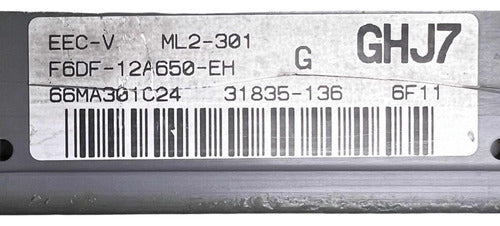 EEC-V ML2-301 GHJ7
F6DF-12A650-EH G
66MA301C24 31835-136 6F11